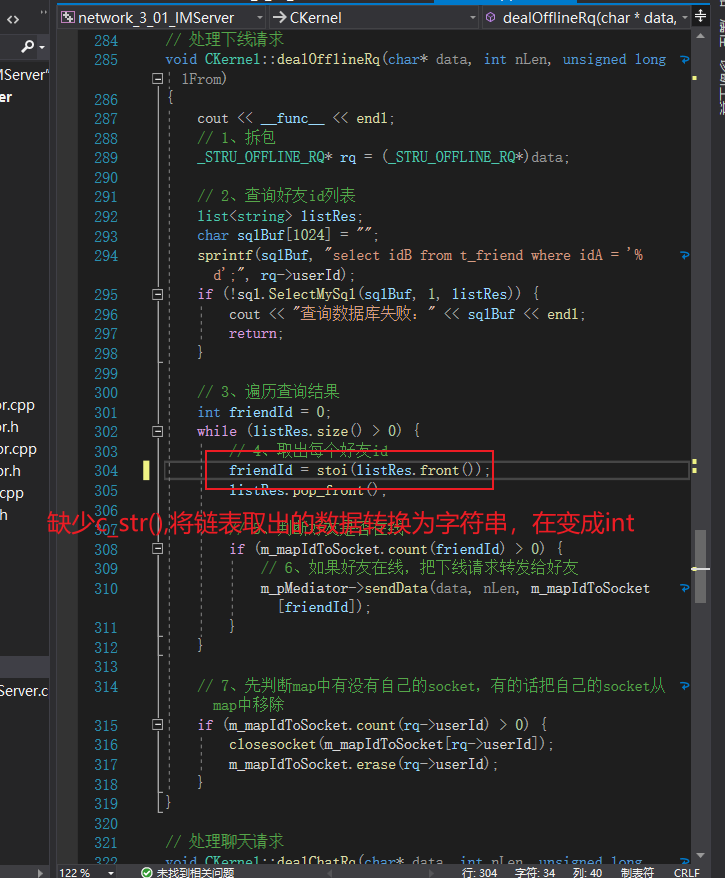 network_3_01_IMServer
CKernel
dealOfflineRq(char * data,
MServer"
er
284 // 处理下线请求
285 void CKernel::dealOfflineRq(char* data, int nLen, unsigned long
lFrom)
286 {
287 cout << __func__ << endl;
288 // 1、拆包
289 _STRU_OFFLINE_RQ* rq = (_STRU_OFFLINE_RQ*)data;
290
291 // 2、查询好友id列表
292 list<string> listRes;
293 char sqlBuf[1024] = "";
294 sprintf(sqlBuf, "select idB from t_friend where idA = '%
d';", rq->userId);
295 if (!sql.SelectMySql(sqlBuf, 1, listRes)) {
296 cout << "查询数据库失败：" << sqlBuf << endl;
297 return;
298 }
299
300 // 3、遍历查询结果
301 int friendId = 0;
302 while (listRes.size() > 0) {
303 // 4、取出每个好友id
304 friendId = stoi(listRes.front());
305 listRes.pop_front();
306
缺少c_str(),将链表取出的数据转换为字符串，在变成int
308 if (m_mapIdToSocket.count(friendId) > 0) {
309 // 6、如果好友在线，把下线请求转发给好友
310 m_pMediator->sendData(data, nLen, m_mapIdToSocket
[friendId]);
311 }
312 }
313
314 // 7、先判断map中有没有自己的socket，有的话把自己的socket从
map中移除
315 if (m_mapIdToSocket.count(rq->userId) > 0) {
316 closesocket(m_mapIdToSocket[rq->userId]);
317 m_mapIdToSocket.erase(rq->userId);
318 }
319 }
320
321 // 处理聊天请求
322 void CKernel::dealChatRq(char* data, int nLen, unsigned long
or.cpp
or.h
or.cpp
or.h
.cpp
h
Server.c
122 %
未找到相关问题
行: 304
字符: 34
列: 40
制表符
CRLF